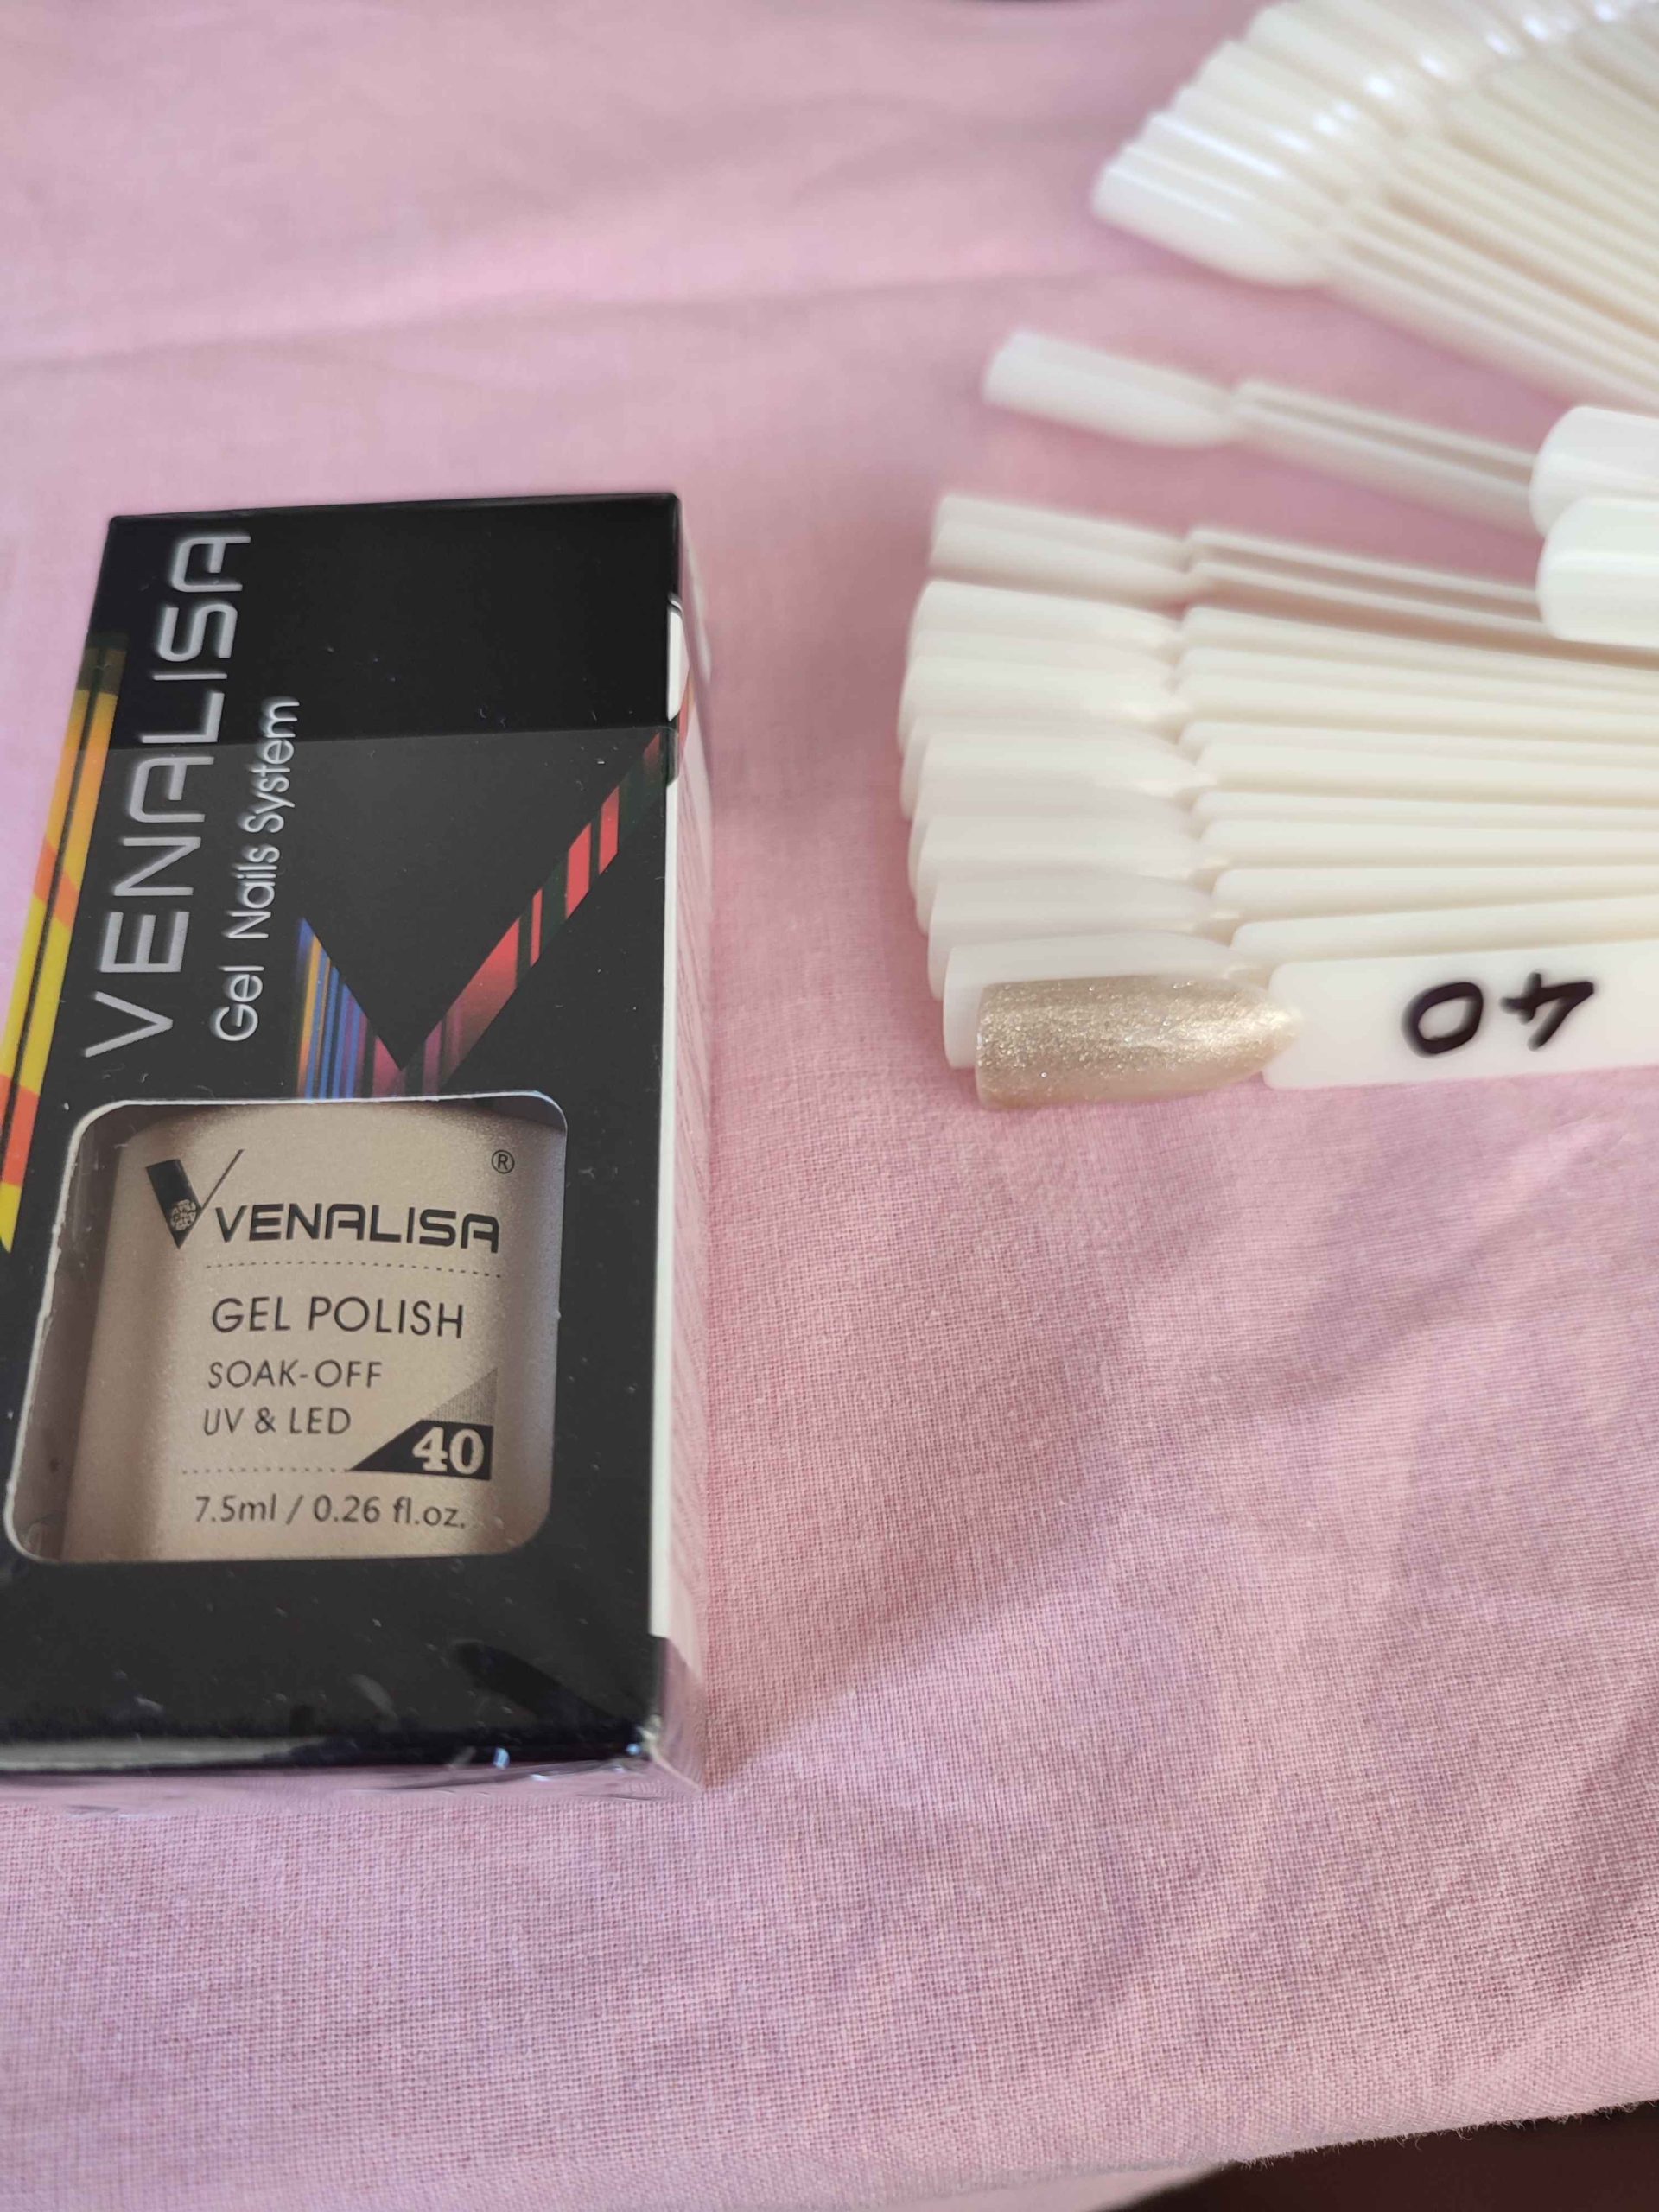 VENALISA
Gel Nails System
VENALISA
®
GEL POLISH
SOAK-OFF
UV & LED
40
7.5ml / 0.26 fl.oz.
40